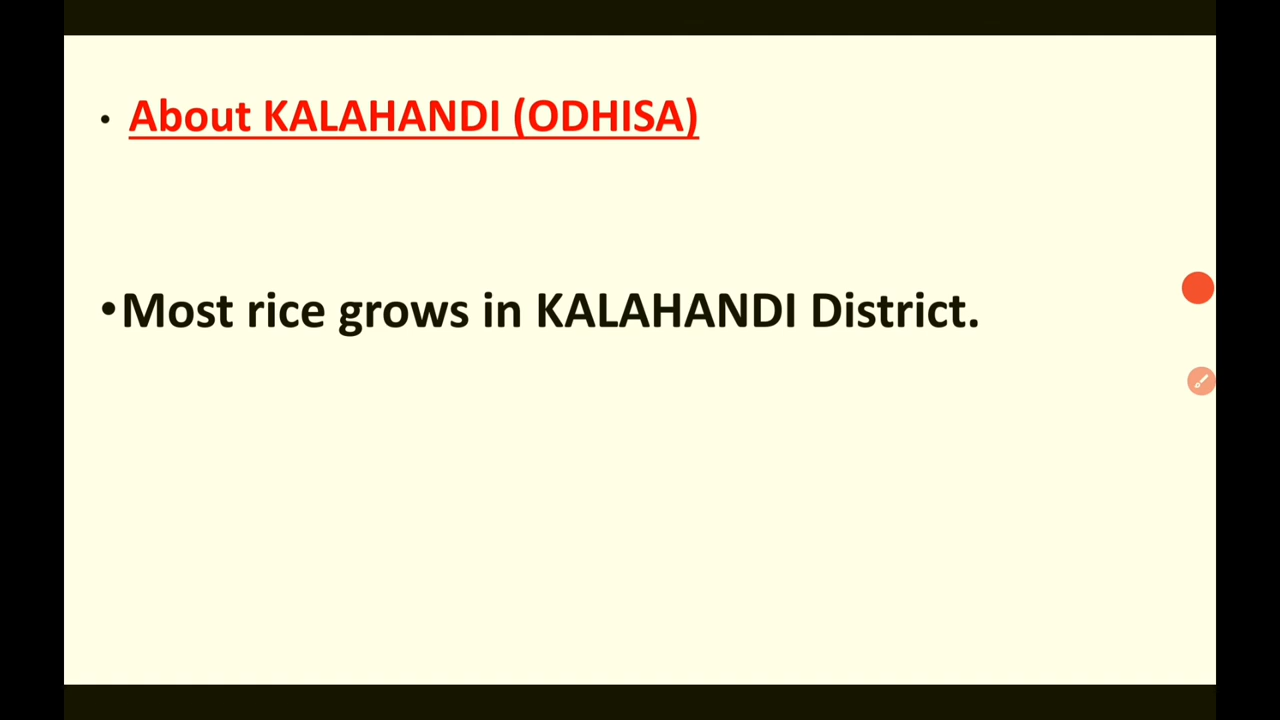 • About KALAHANDI (ODHISA)
•Most rice grows in KALAHANDI District.